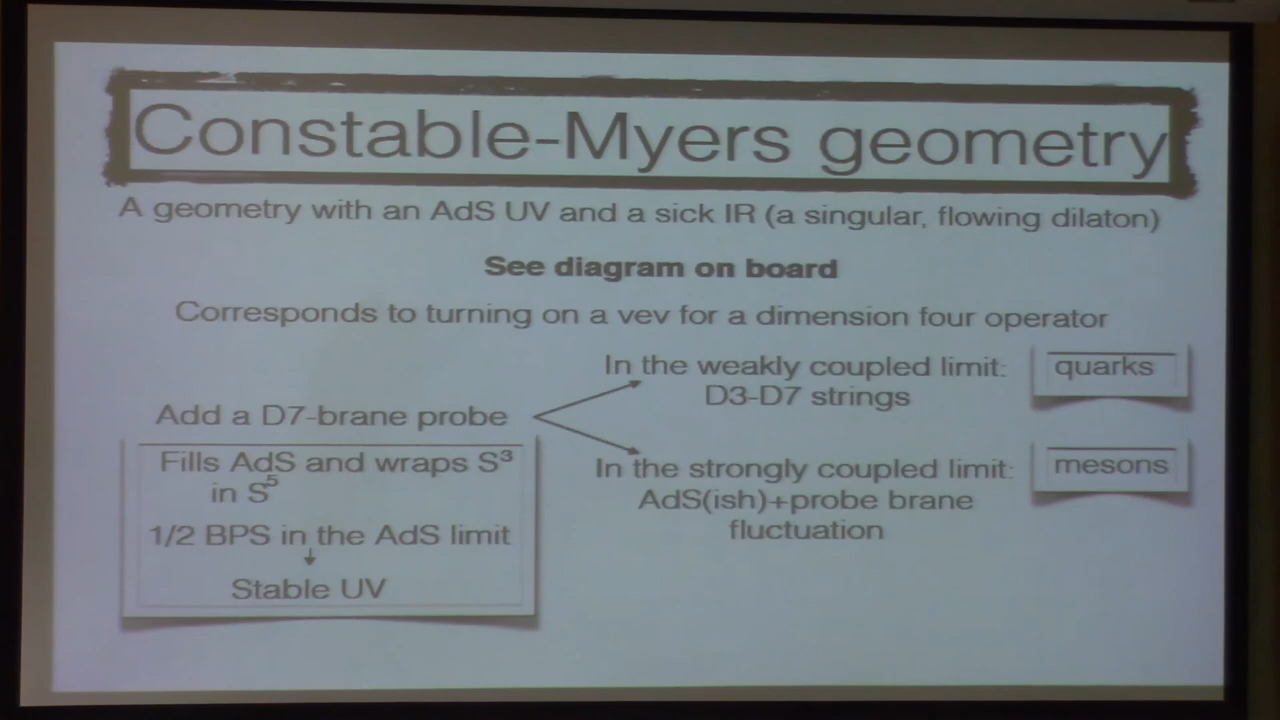 Constable-Myers geometry
A geometry with an AdS UV and a sick IR (a singular, flowing dilaton)
See diagram on board
Corresponds to turning on a vev for a dimension four operator
Add a D7-brane probe
Fills AdS and wraps S³
in S⁵
1/2 BPS in the AdS limit
Stable UV
In the weakly coupled limit:
D3-D7 strings
quarks
In the strongly coupled limit:
AdS(ish)+probe brane
fluctuation
mesons